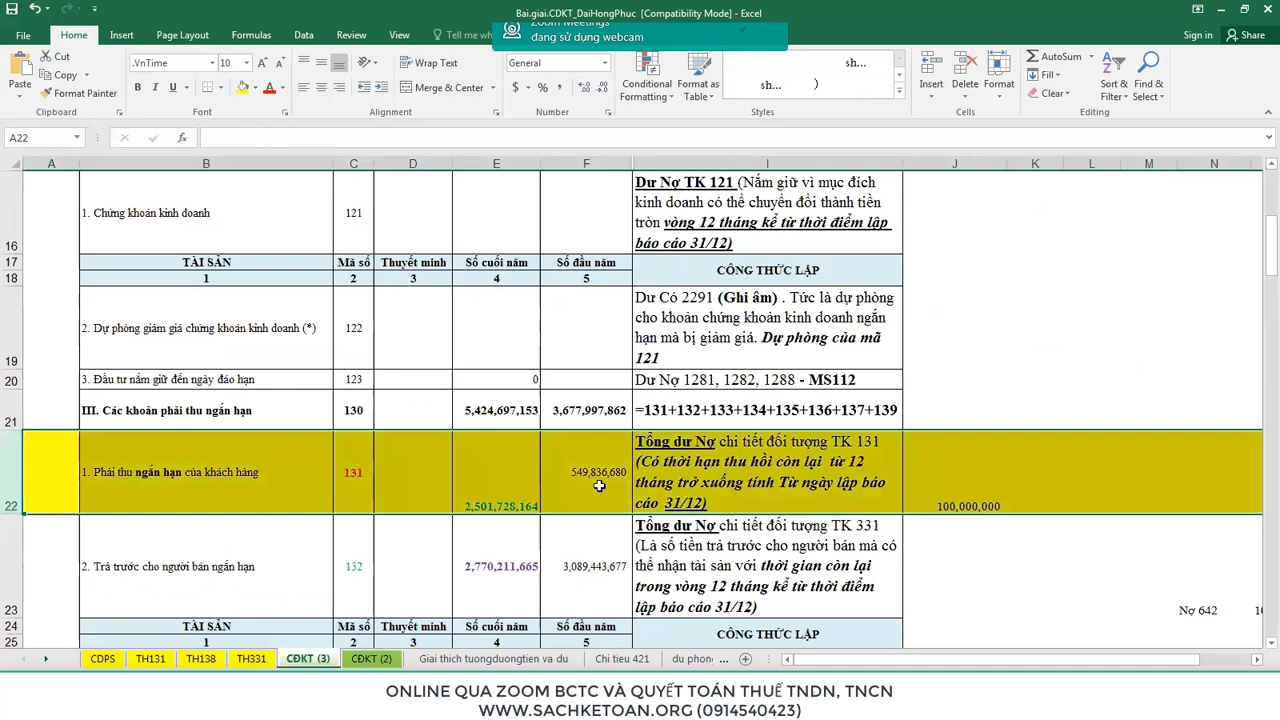 Bai.giai.CDKT_DaiHongPhuc [Compatibility Mode] - Excel
Zoom Meetings
đang sử dụng webcam
File Home Insert Page Layout Formulas Data Review View Tell me Sign in Share
Cut
Copy
Format Painter
Paste
Clipboard
.VnTime 10
B I U
Font
Wrap Text
Merge & Center
Alignment
General
$ % ,
Number
Conditional Formatting
Format as Table
sh...
sh... )
Styles
Insert Delete Format
Cells
AutoSum
Fill
Clear
Sort & Filter
Find & Select
Editing
A22 fx
A B C D E F I J K L M N
16 1. Chứng khoán kinh doanh 121 Dư Nợ TK 121 (Nắm giữ vì mục đích
kinh doanh có thể chuyển đổi thành tiền
tròn vòng 12 tháng kể từ thời điểm lập
báo cáo 31/12)
17 TÀI SẢN Mã số Thuyết minh Số cuối năm Số đầu năm CÔNG THỨC LẬP
18 1 2 3 4 5
19 2. Dự phòng giảm giá chứng khoán kinh doanh (*) 122 Dư Có 2291 (Ghi âm) . Tức là dự phòng
cho khoản chứng khoán kinh doanh ngắn
hạn mà bị giảm giá. Dự phòng của mã
121
20 3. Đầu tư nắm giữ đến ngày đáo hạn 123 0 Dư Nợ 1281, 1282, 1288 - MS112
21 III. Các khoản phải thu ngắn hạn 130 5,424,697,153 3,677,997,862 =131+132+133+134+135+136+137+139
22 1. Phải thu ngắn hạn của khách hàng 131 2,501,728,164 549,836,680 Tổng dư Nợ chi tiết đối tượng TK 131
(Có thời hạn thu hồi còn lại từ 12
tháng trở xuống tính Từ ngày lập báo
cáo 31/12) 100,000,000
23 2. Trả trước cho người bán ngắn hạn 132 2,770,211,665 3,089,443,677 Tổng dư Nợ chi tiết đối tượng TK 331
(Là số tiền trả trước cho người bán mà có
thể nhận tài sản với thời gian còn lại
trong vòng 12 tháng kể từ thời điểm
lập báo cáo 31/12) Nợ 642
24 TÀI SẢN Mã số Thuyết minh Số cuối năm Số đầu năm CÔNG THỨC LẬP
25 1 2 3 4 5
CDPS TH131 TH138 TH331 CĐKT (3) CĐKT (2) Giai thich tuongduongtien va du Chi tieu 421 du phon ...
ONLINE QUA ZOOM BCTC VÀ QUYẾT TOÁN THUẾ TNDN, TNCN
WWW.SACHKETOAN.ORG (0914540423)